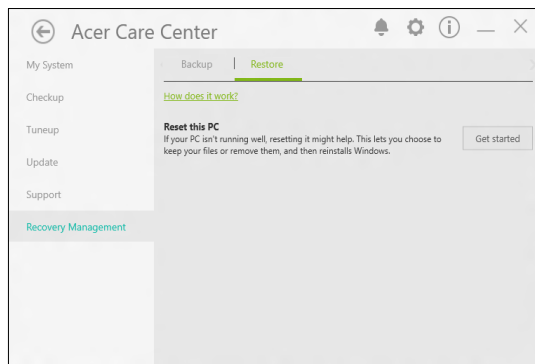 Acer Care Center
My System
Backup
Restore
Checkup
How does it work?
Tuneup
Reset this PC
If your PC isn't running well, resetting it might help. This lets you choose to
keep your files or remove them, and then reinstalls Windows.
Get started
Update
Support
Recovery Management